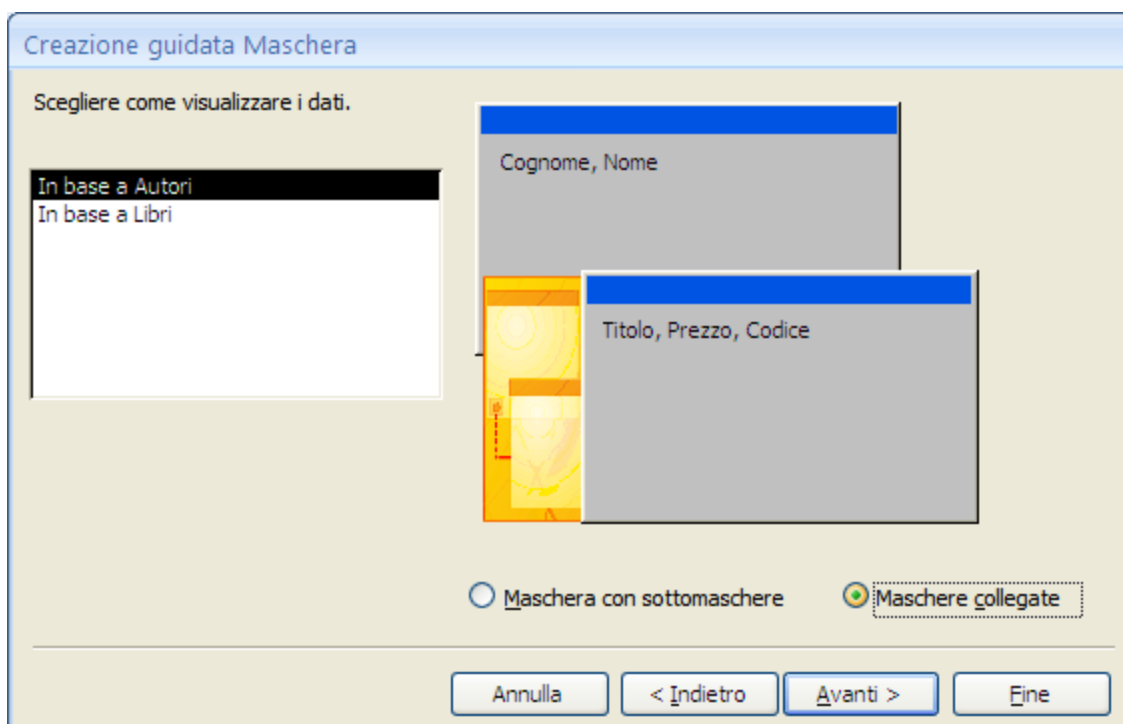 Creazione guidata Maschera
Scegliere come visualizzare i dati.
In base a Autori
In base a Libri
Cognome, Nome
Titolo, Prezzo, Codice
Maschera con sottomaschere
Maschere collegate
Annulla
< Indietro
Avanti >
Fine